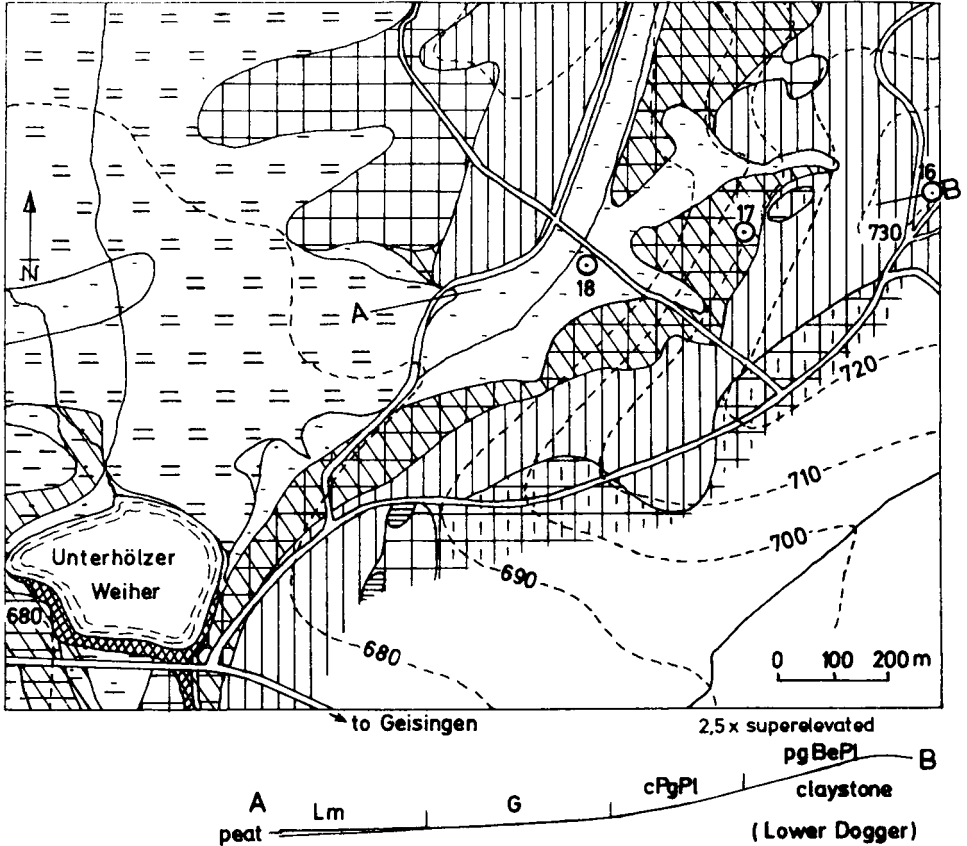 16
B
17
730
N
18
A
720
710
Unterhölzer
Weiher
700
690
680
680
0 100 200 m
to Geisingen
2,5 x superelevated
pgBePl
B
cPgPl
claystone
A
Lm
G
peat
(Lower Dogger)